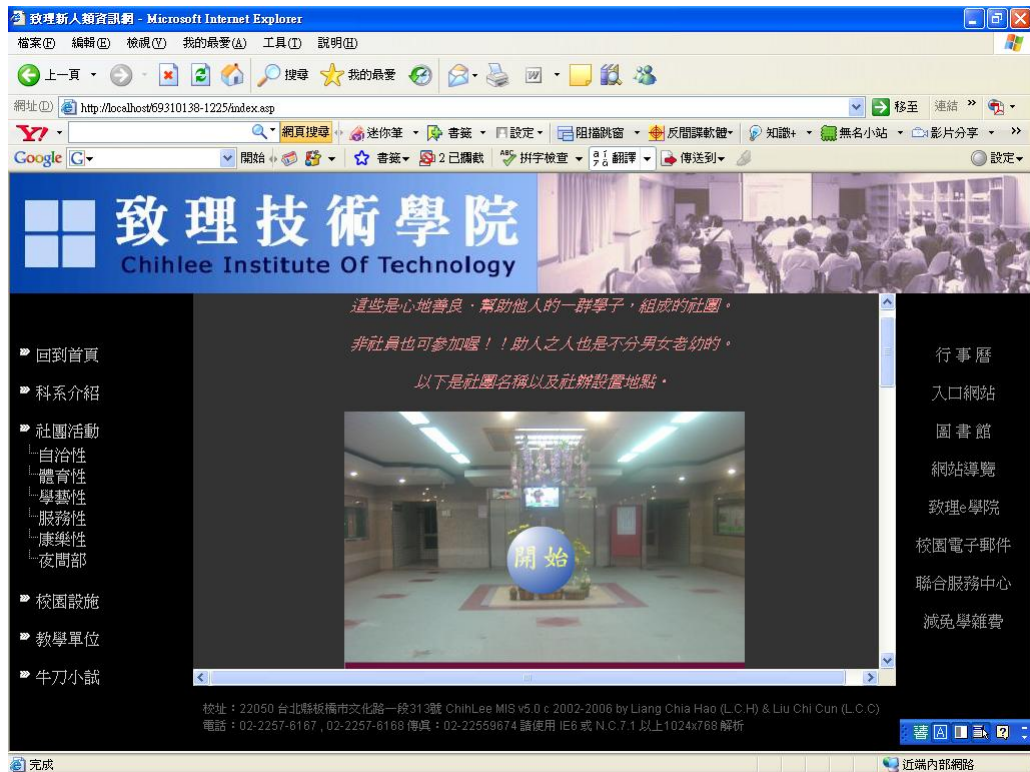 致理新人類資訊網 - Microsoft Internet Explorer
檔案(F) 編輯(E) 檢視(V) 我的最愛(A) 工具(T) 說明(H)
上一頁 搜尋 我的最愛
網址(D) http://localhost/69310138-1225/index.asp 移至 連結 »
Y7 網頁搜尋 迷你筆 書籤 設定 阻擋跳窗 反間諜軟體 知識+ 無名小站 影片分享 »
Google G 開始 書籤 2 已攔截 拼字檢查 翻譯 傳送到 設定
致理技術學院
Chihlee Institute Of Technology
這些是心地善良、幫助他人的一群學子,組成的社團。
非社員也可參加喔!!助人之人也是不分男女老幼的。
以下是社團名稱以及社辦設置地點。
開始
回到首頁
科系介紹
社團活動
自治性
體育性
學藝性
服務性
康樂性
夜間部
校園設施
教學單位
牛刀小試
行事曆
入口網站
圖書館
網站導覽
致理e學院
校園電子郵件
聯合服務中心
減免學雜費
校址:22050 台北縣板橋市文化路一段313號 ChihLee MIS v5.0 c 2002-2006 by Liang Chia Hao (L.C.H) & Liu Chi Cun (L.C.C)
電話:02-2257-6167 , 02-2257-6168 傳真:02-22559674 請使用 IE6 或 N.C.7.1 以上1024x768 解析
完成 近端內部網路